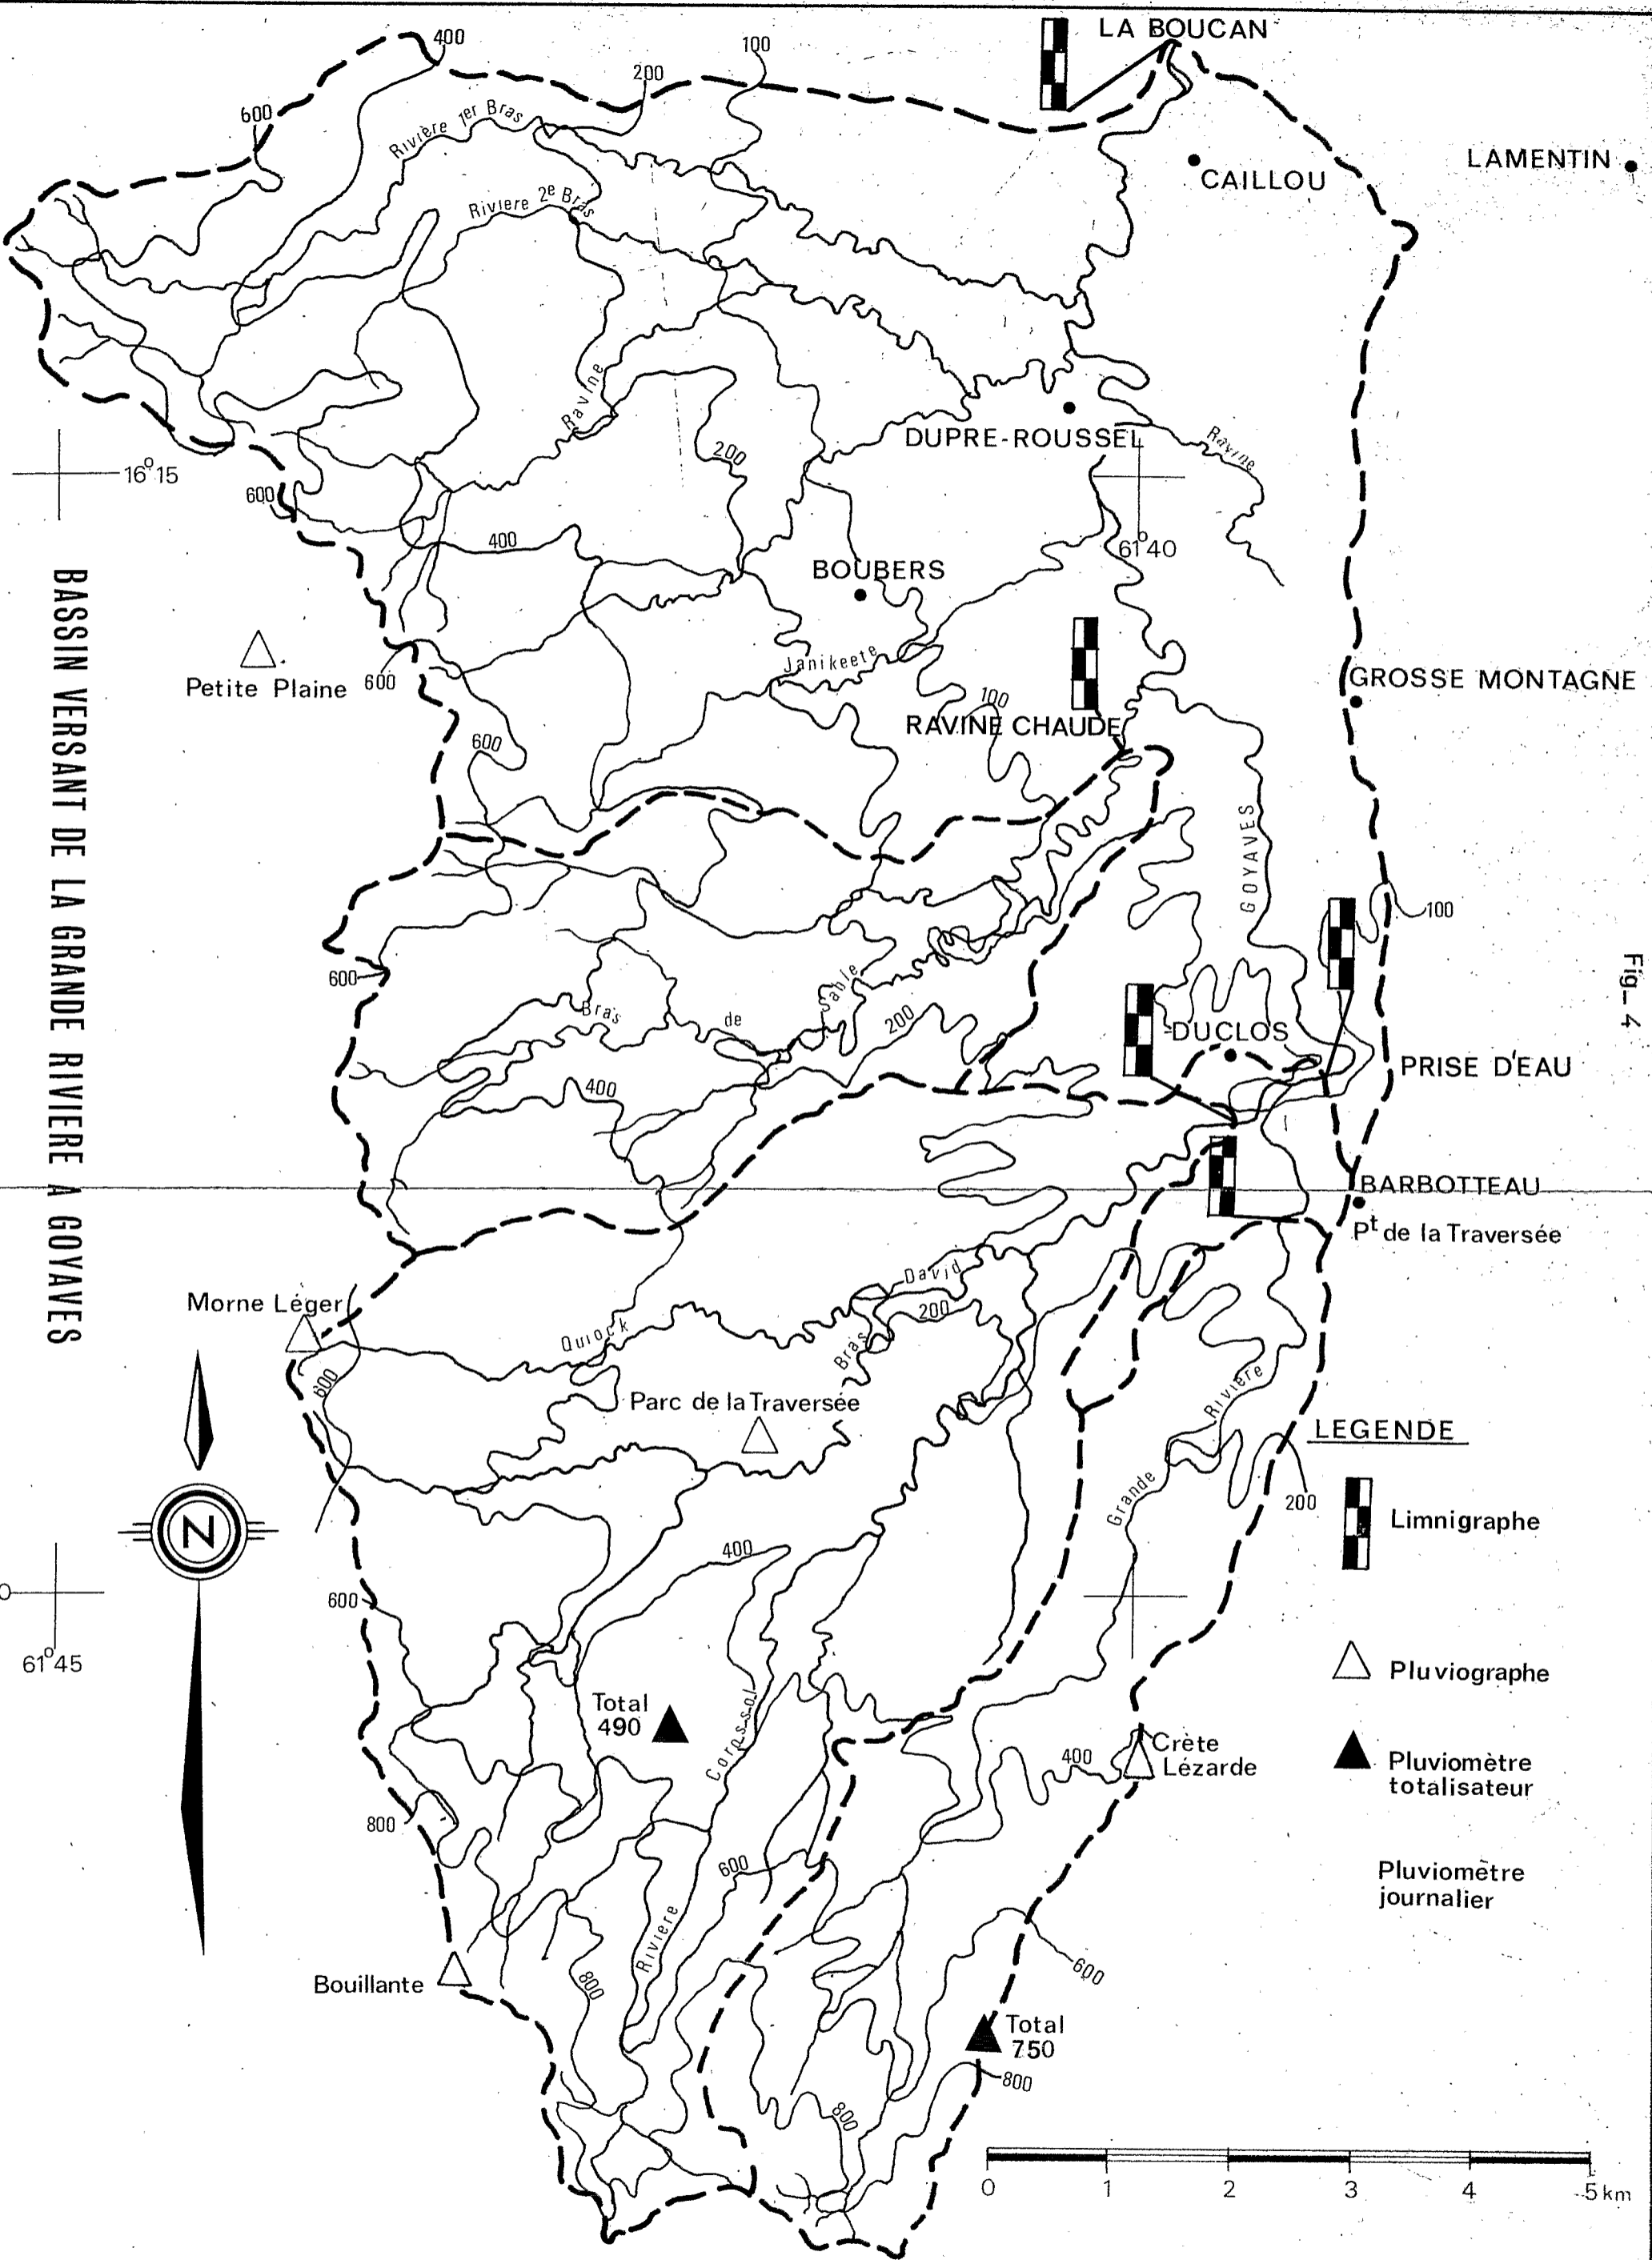 LA BOUCAN
400
100
200
600
Rivière 1er Bras
LAMENTIN
CAILLOU
Riviere 2e Bras
Ravine
DUPRE-ROUSSEL
Ravine
200
16°15
600
400
61°40
BOUBERS
BASSIN VERSANT DE LA GRANDE RIVIERE A GOYAVES
Janikeete
Petite Plaine
600
GROSSE MONTAGNE
100
RAVINE CHAUDE
600
GOYAVES
100
Fig_4
600
Bras de Sable
200
DUCLOS
PRISE D'EAU
400
BARBOTTEAU
Pt de la Traversée
David
Morne Léger
200
Quiock
Bras
600
Parc de la Traversée
Rivière
LEGENDE
Grande
200
Limnigraphe
400
600
61°45
Pluviographe
Total
490
Corossol
Crète
Lézarde
400
Pluviomètre
totalisateur
800
600
Pluviomètre
journalier
Riviere
Bouillante
800
600
Total
750
800
800
0 1 2 3 4 5 km
N